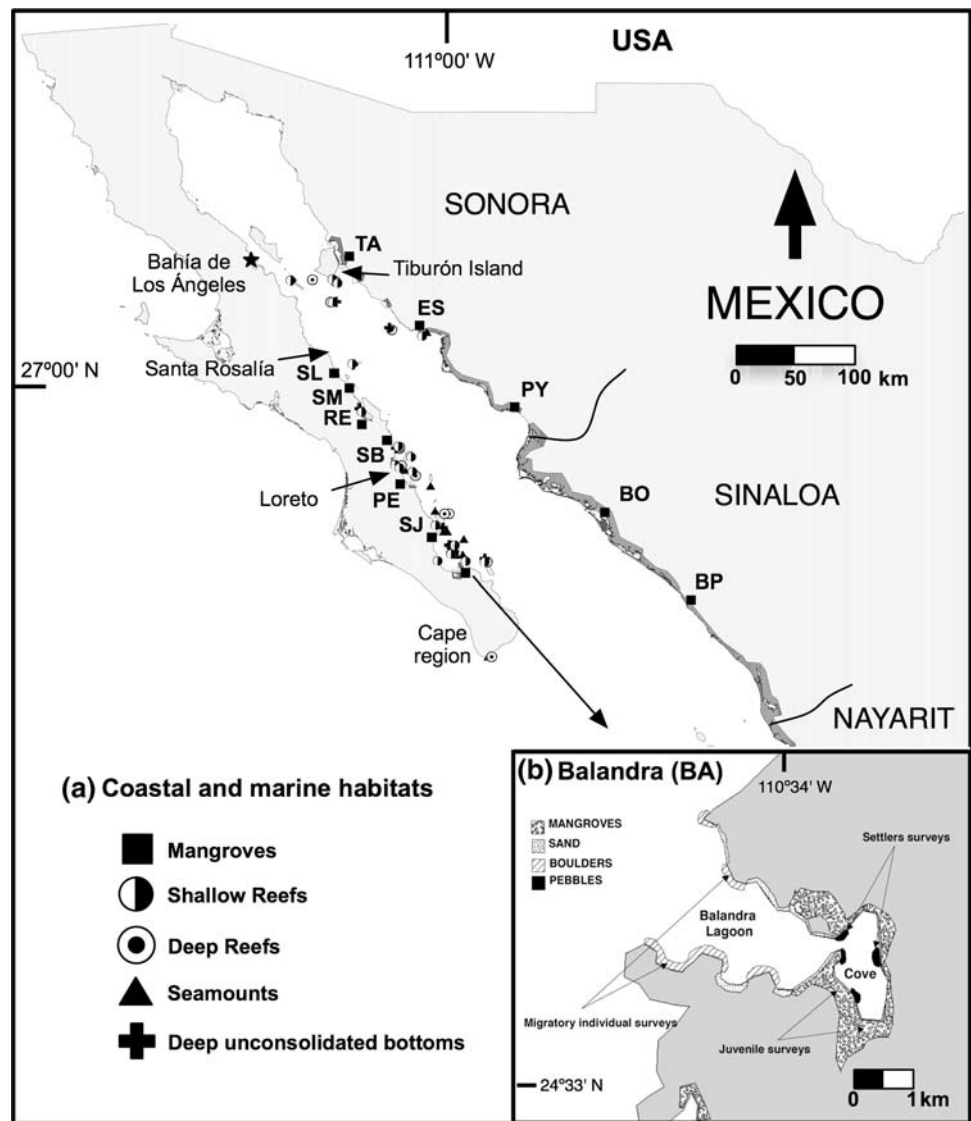 USA
111º00' W
SONORA
TA
Bahía de
Los Ángeles
Tiburón Island
ES
MEXICO
0 50 100 km
Santa Rosalía
27º00' N
SL
SM
RE
PY
SB
Loreto
PE
SINALOA
BO
SJ
BP
Cape
region
NAYARIT
(a) Coastal and marine habitats
Mangroves
Shallow Reefs
Deep Reefs
Seamounts
Deep unconsolidated bottoms
(b) Balandra (BA)
110º34' W
MANGROVES
SAND
BOULDERS
PEBBLES
Settlers surveys
Balandra
Lagoon
Cove
Migratory individual surveys
Juvenile surveys
24º33' N
0 1 km